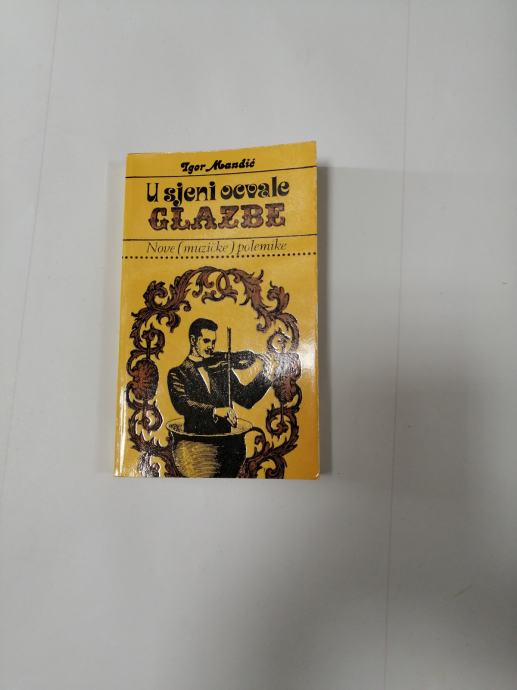 Igor Mandić
U sjeni ocvale
GLAZBE
Nove (muzičke) polemike